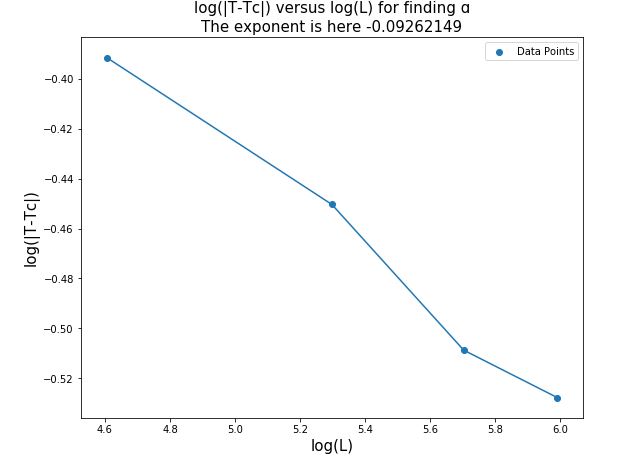 log(|T-Tc|) versus log(L) for finding α
The exponent is here -0.09262149
Data Points
−0.40
−0.42
−0.44
−0.46
−0.48
−0.50
−0.52
log(|T-Tc|)
4.6 4.8 5.0 5.2 5.4 5.6 5.8 6.0
log(L)